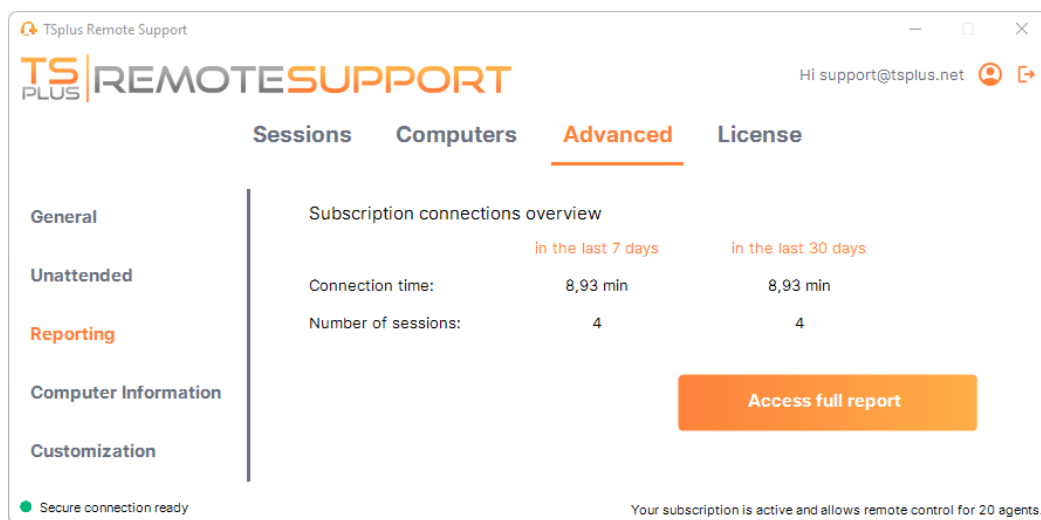 TSplus Remote Support
TS PLUS REMOTESUPPORT
Hi support@tsplus.net
Sessions Computers Advanced License
General
Unattended
Reporting
Computer Information
Customization
Subscription connections overview
in the last 7 days in the last 30 days
Connection time: 8,93 min 8,93 min
Number of sessions: 4 4
Access full report
Secure connection ready
Your subscription is active and allows remote control for 20 agents.